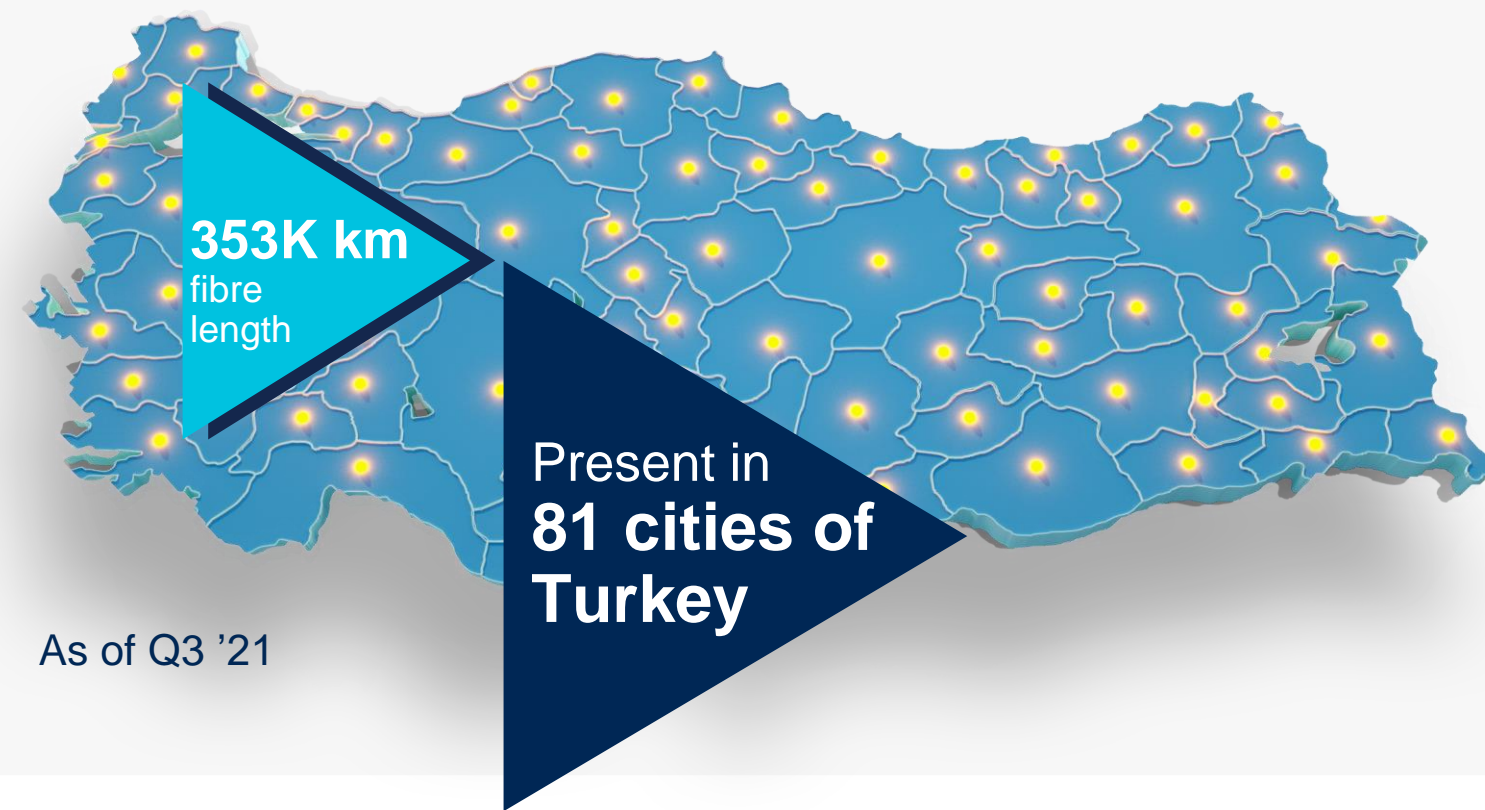 353K km
fibre
length
Present in
81 cities of
Turkey
As of Q3 ’21